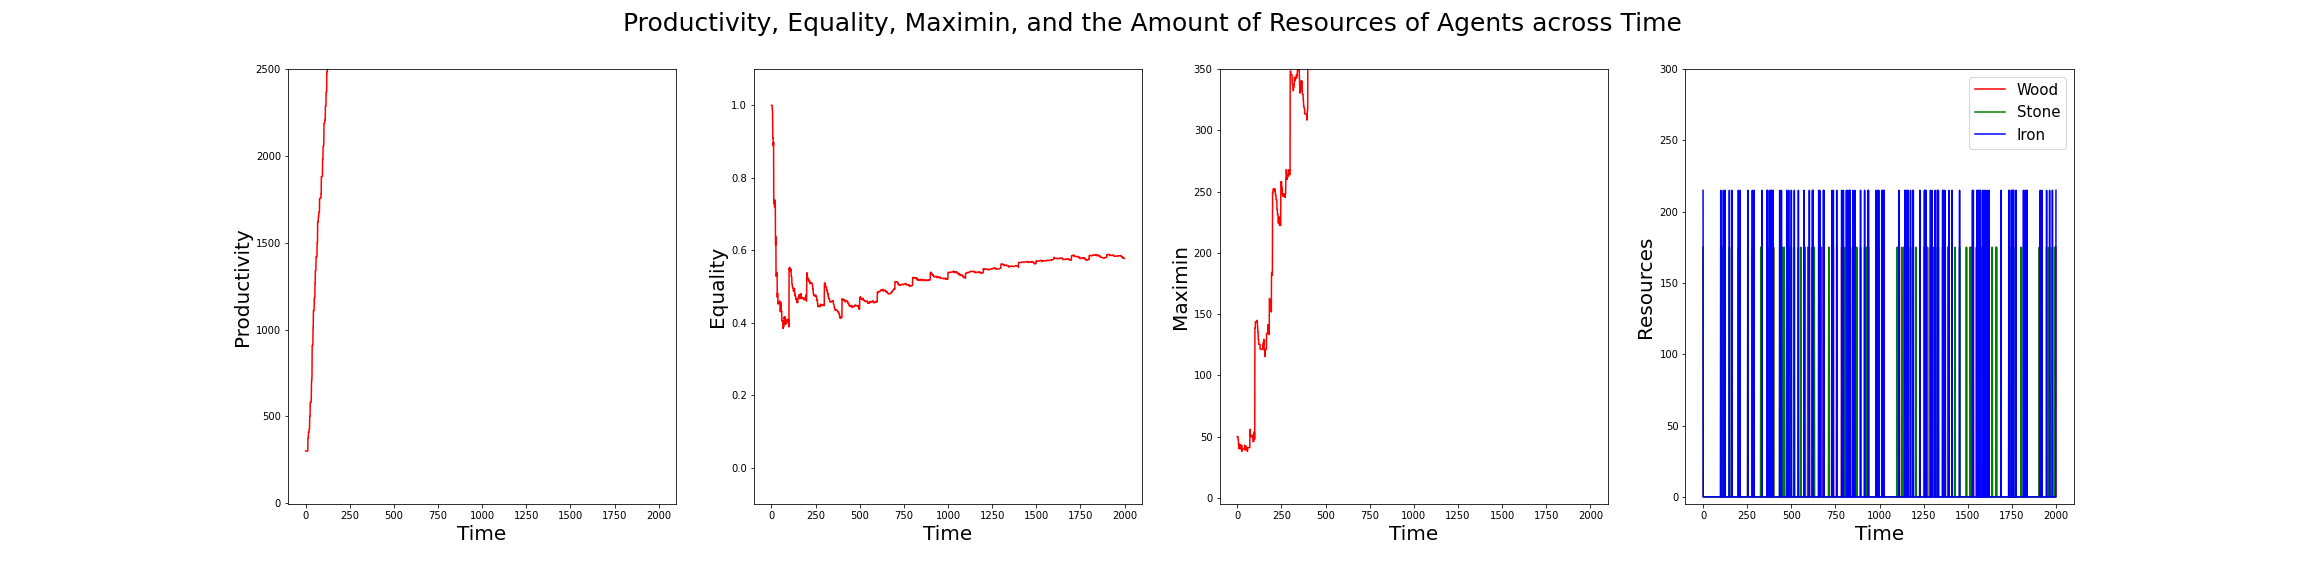 Productivity, Equality, Maximin, and the Amount of Resources of Agents across Time
2500
2000
1500
1000
500
0
Productivity
0 250 500 750 1000 1250 1500 1750 2000
Time
1.0
0.8
0.6
0.4
0.2
0.0
Equality
0 250 500 750 1000 1250 1500 1750 2000
Time
350
300
250
200
150
100
50
0
Maximin
0 250 500 750 1000 1250 1500 1750 2000
Time
300
250
200
150
100
50
0
Resources
Wood
Stone
Iron
0 250 500 750 1000 1250 1500 1750 2000
Time